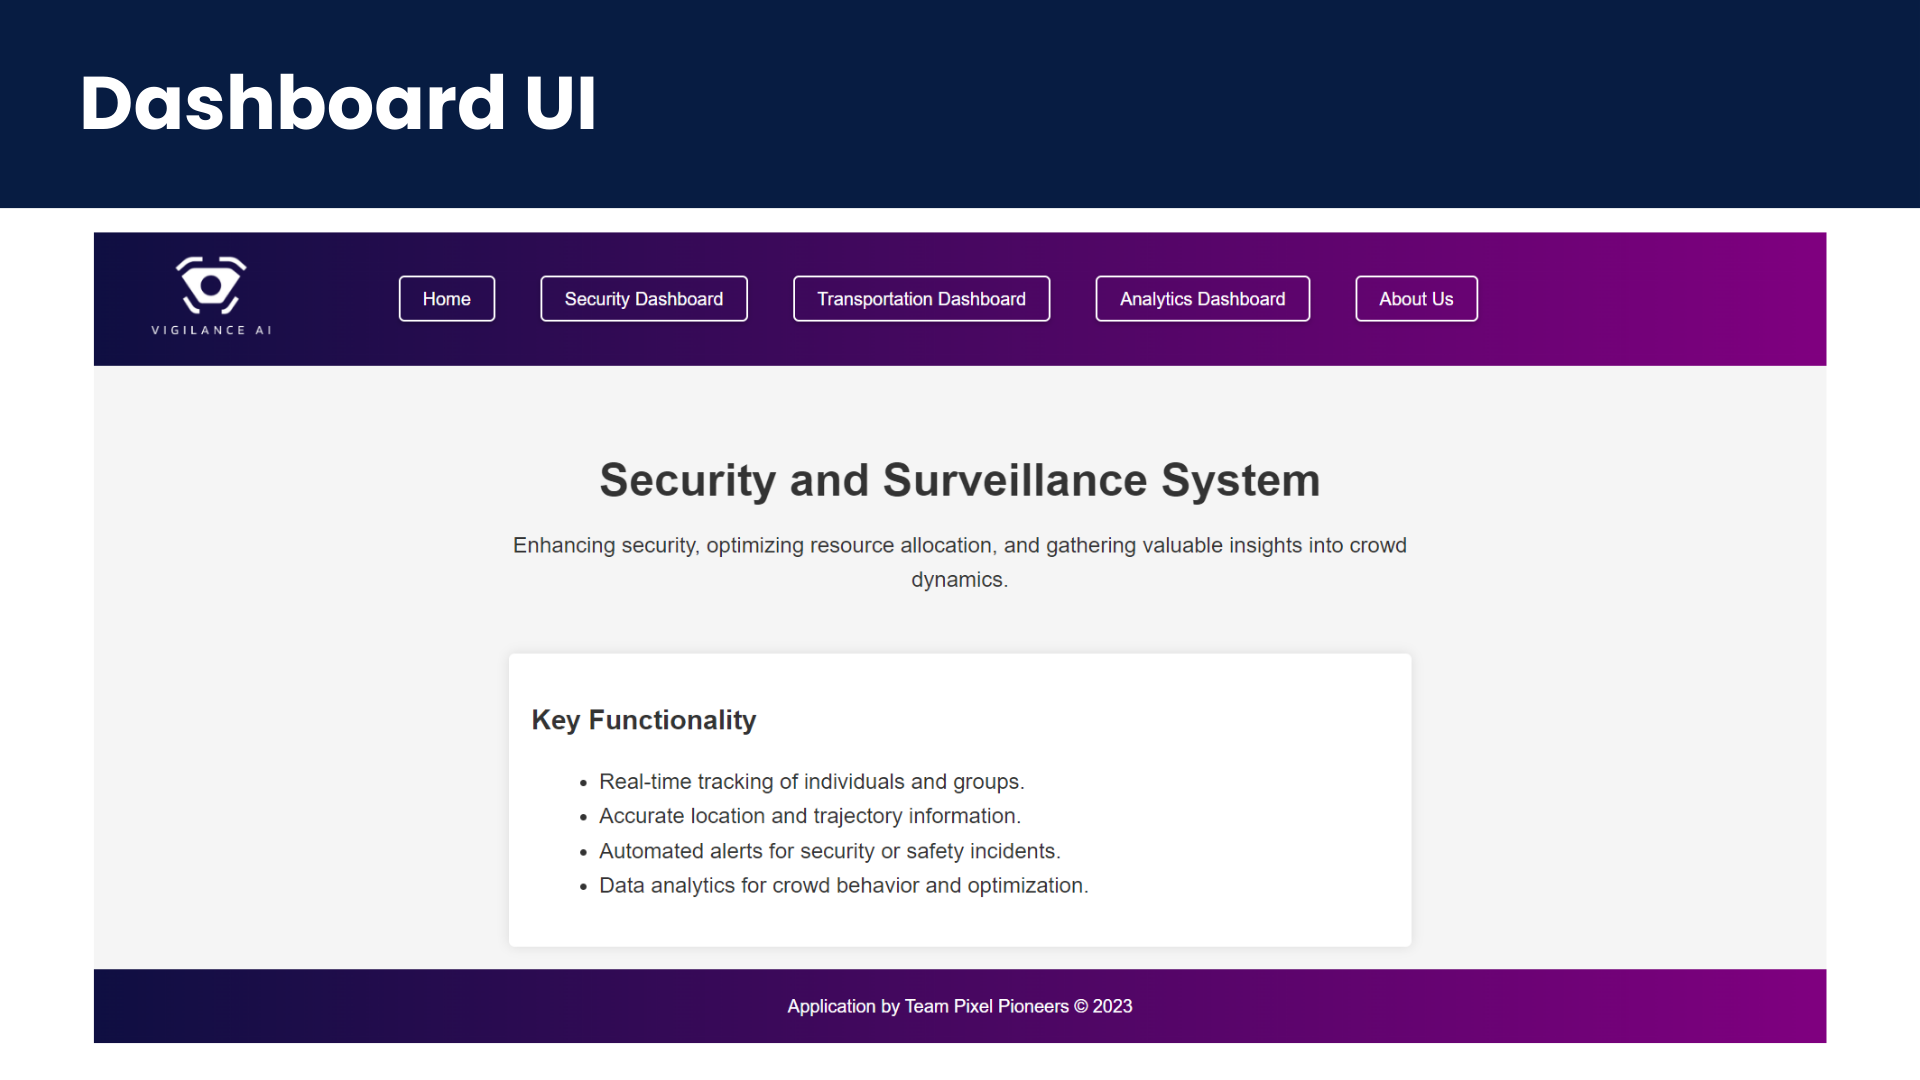 Dashboard UI
VIGILANCE AI
Home
Security Dashboard
Transportation Dashboard
Analytics Dashboard
About Us
Security and Surveillance System
Enhancing security, optimizing resource allocation, and gathering valuable insights into crowd
dynamics.
Key Functionality
• Real-time tracking of individuals and groups.
• Accurate location and trajectory information.
• Automated alerts for security or safety incidents.
• Data analytics for crowd behavior and optimization.
Application by Team Pixel Pioneers © 2023